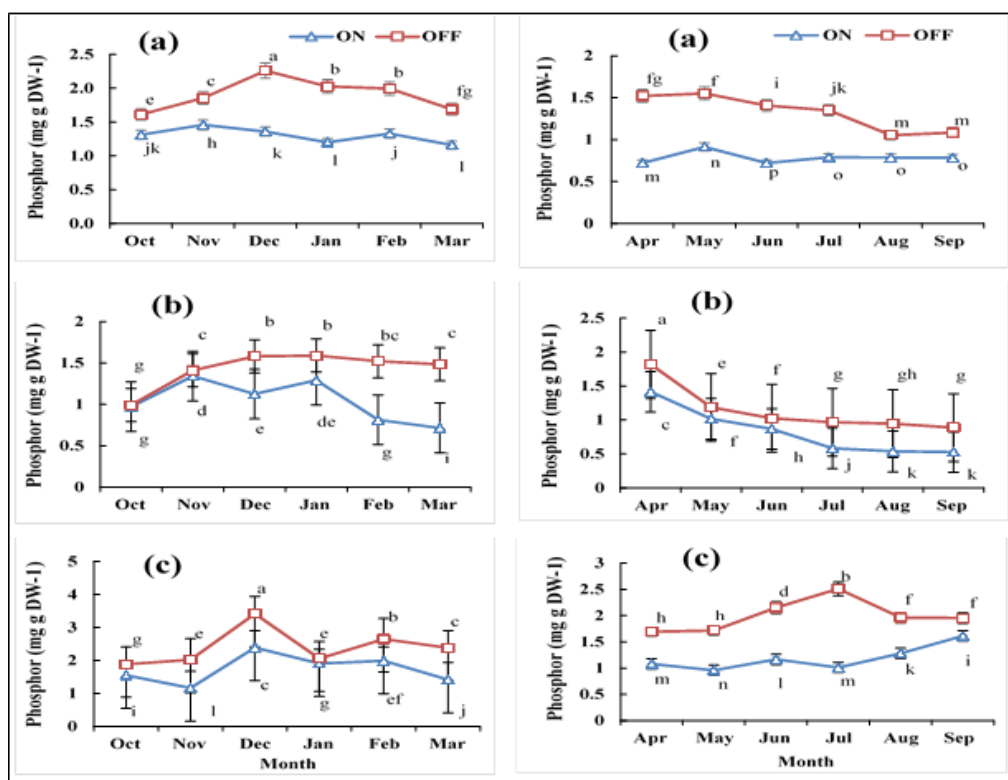 (a)
ON
OFF
Phosphor (mg g DW-1)
2.5
2.0
1.5
1.0
0.5
0.0
e
c
a
b
b
fg
jk
h
k
l
j
l
Oct Nov Dec Jan Feb Mar
(a)
ON
OFF
Phosphor (mg g DW-1)
2
1.5
1
0.5
0
fg
f
i
jk
m
m
m
n
p
o
o
o
Apr May Jun Jul Aug Sep
(b)
Phosphor (mg g DW-1)
2
1.5
1
0.5
0
g
c
b
b
bc
c
g
d
e
de
g
i
Oct Nov Dec Jan Feb Mar
(b)
Phosphor (mg g DW-1)
2.5
2
1.5
1
0.5
0
a
e
f
g
gh
g
c
f
h
j
k
k
Apr May Jun Jul Aug Sep
(c)
Phosphor (mg g DW-1)
5
4
3
2
1
0
g
e
a
e
b
c
i
l
c
g
ef
j
Oct Nov Dec Jan Feb Mar
Month
(c)
Phosphor (mg g DW-1)
3
2.5
2
1.5
1
0.5
0
h
h
d
b
f
f
m
n
l
m
k
i
Apr May Jun Jul Aug Sep
Month